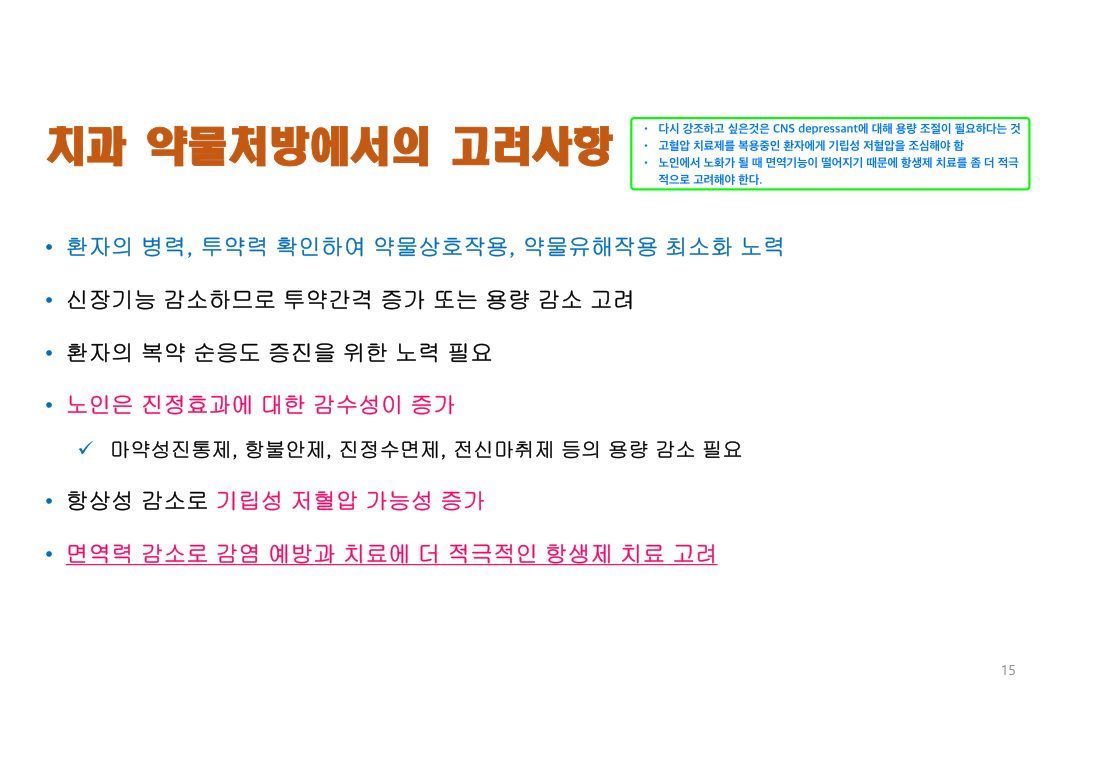 치과 약물처방에서의 고려사항
• 다시 강조하고 싶은것은 CNS depressant에 대해 용량 조절이 필요하다는 것
• 고혈압 치료제를 복용중인 환자에게 기립성 저혈압을 조심해야 함
• 노인에서 노화가 될 때 면역기능이 떨어지기 때문에 항생제 치료를 좀 더 적극
적으로 고려해야 한다.
• 환자의 병력, 투약력 확인하여 약물상호작용, 약물유해작용 최소화 노력
• 신장기능 감소하므로 투약간격 증가 또는 용량 감소 고려
• 환자의 복약 순응도 증진을 위한 노력 필요
• 노인은 진정효과에 대한 감수성이 증가
✓ 마약성진통제, 항불안제, 진정수면제, 전신마취제 등의 용량 감소 필요
• 항상성 감소로 기립성 저혈압 가능성 증가
• 면역력 감소로 감염 예방과 치료에 더 적극적인 항생제 치료 고려
15